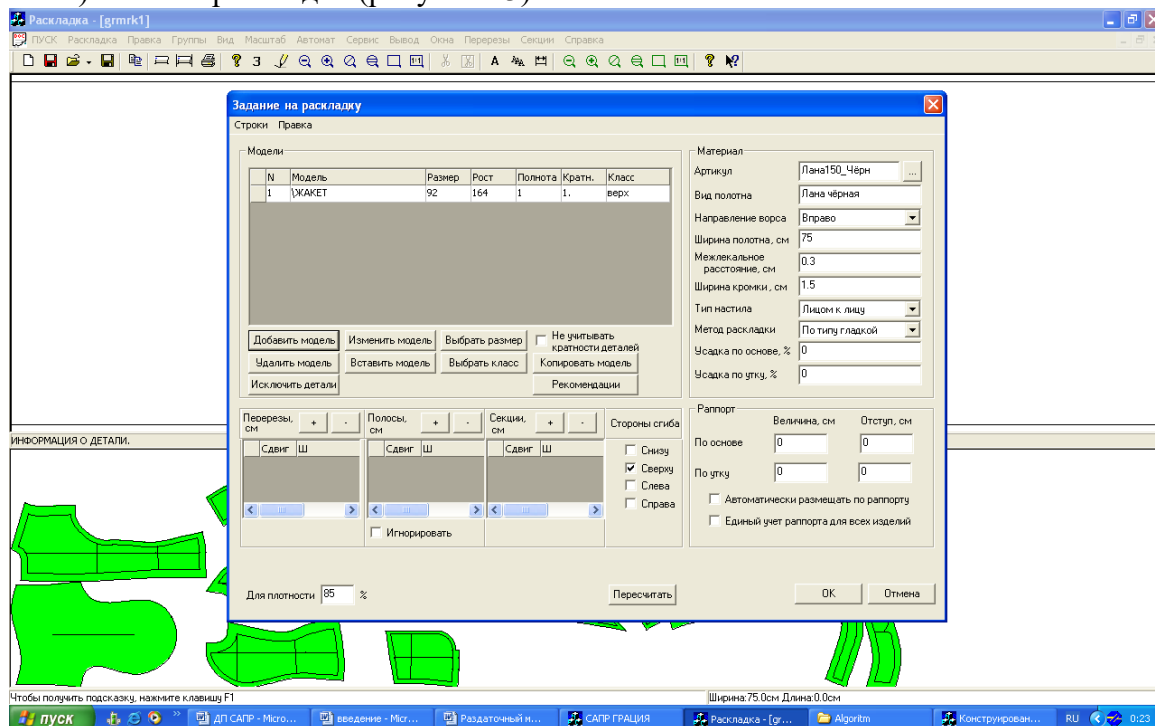 Раскладка - [grmrk1]
ПУСК Раскладка Правка Группы Вид Масштаб Автомат Сервис Вывод Окна Перерезы Секции Справка
Задание на раскладку
Строки Правка
Модели
N Модель Размер Рост Полнота Кратн. Класс
1 \ЖАКЕТ 92 164 1 1. верх
Добавить модель Изменить модель Выбрать размер Не учитывать кратности деталей
Удалить модель Вставить модель Выбрать класс Копировать модель
Исключить детали Рекомендации
Материал
Артикул Лана150_Чёрн ...
Вид полотна Лана чёрная
Направление ворса Вправо
Ширина полотна, см 75
Межлекальное расстояние, см 0.3
Ширина кромки, см 1.5
Тип настила Лицом к лицу
Метод раскладки По типу гладкой
Усадка по основе, % 0
Усадка по утку, % 0
Перерезы, см + - Полосы, см + - Секции, см + - Стороны сгиба
Сдвиг Ш Сдвиг Ш Сдвиг Ш
Снизу
Сверху
Слева
Справа
Игнорировать
Раппорт
Величина, см Отступ, см
По основе 0 0
По утку 0 0
Автоматически размещать по раппорту
Единый учет раппорта для всех изделий
Для плотности 85 % Пересчитать OK Отмена
ИНФОРМАЦИЯ О ДЕТАЛИ.
Чтобы получить подсказку, нажмите клавишу F1 Ширина:75.0см Длина:0.0см
пуск ДП САПР - Micro... введение - Micr... Раздаточный м... САПР ГРАЦИЯ Раскладка - [gr... Algoritm Конструирован... RU 0:23